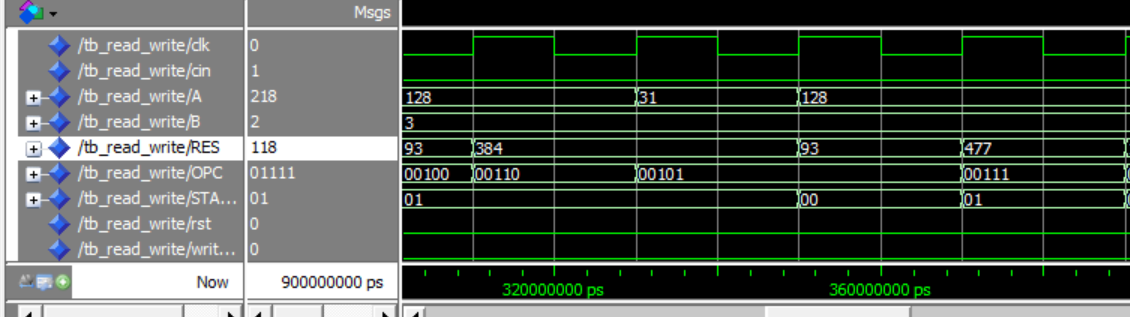 Msgs
/tb_read_write/clk 0
/tb_read_write/cin 1
/tb_read_write/A 218 128 31 128
/tb_read_write/B 2 3
/tb_read_write/RES 118 93 384 93 477
/tb_read_write/OPC 01111 00100 00110 00101 00111
/tb_read_write/STA... 01 01 00 01
/tb_read_write/rst 0
/tb_read_write/writ... 0
Now 900000000 ps 320000000 ps 360000000 ps